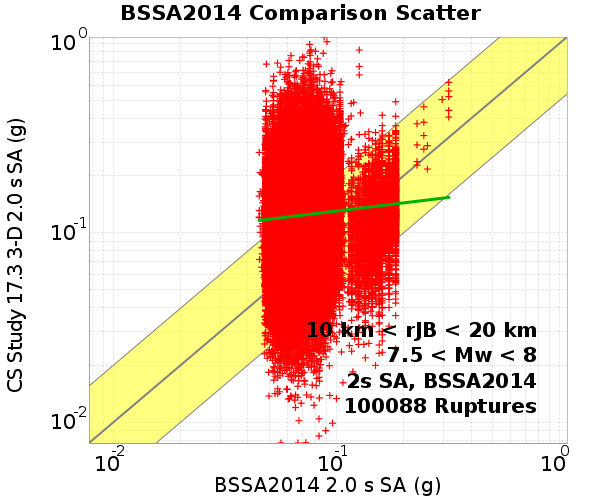 BSSA2014 Comparison Scatter
CS Study 17.3 3-D 2.0 s SA (g)
10⁰
10⁻¹
10⁻²
10 km < rJB < 20 km
7.5 < Mw < 8
2s SA, BSSA2014
100088 Ruptures
10⁻² 10⁻¹ 10⁰
BSSA2014 2.0 s SA (g)